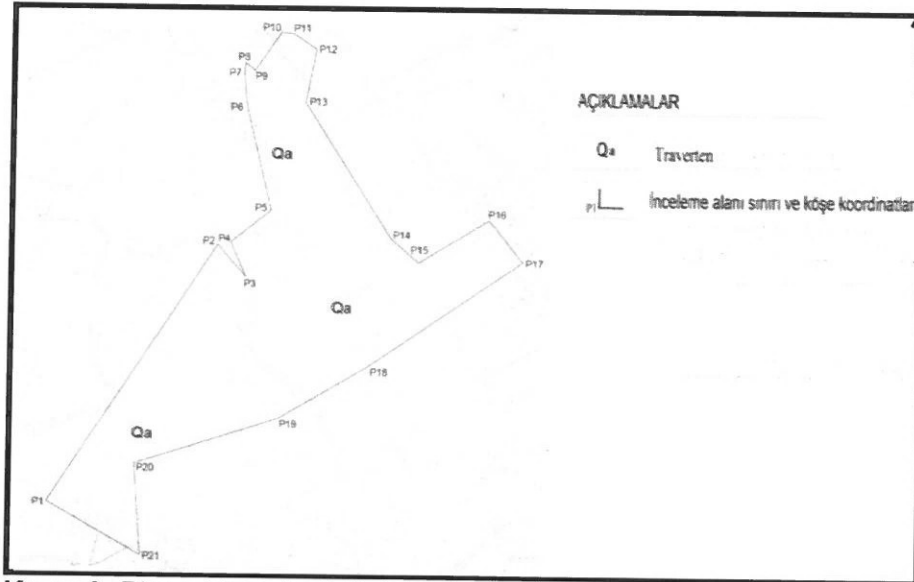 P10 P11
P12
P8
P7 P9
P6
P13
AÇIKLAMALAR
Qa
Qa Traverten
P1 İnceleme alanı sınırı ve köşe koordinatlar
P5
P16
P2 P4
P14
P15
P17
P3
Qa
P18
P19
Qa
P20
P1
P21